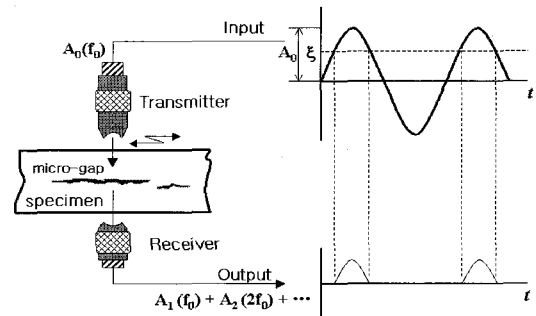 Input
A₀(f₀)
Transmitter
micro-gap
specimen
Receiver
Output
A₁(f₀) + A₂(2f₀) + ⋯
A₀ ξ
t
t